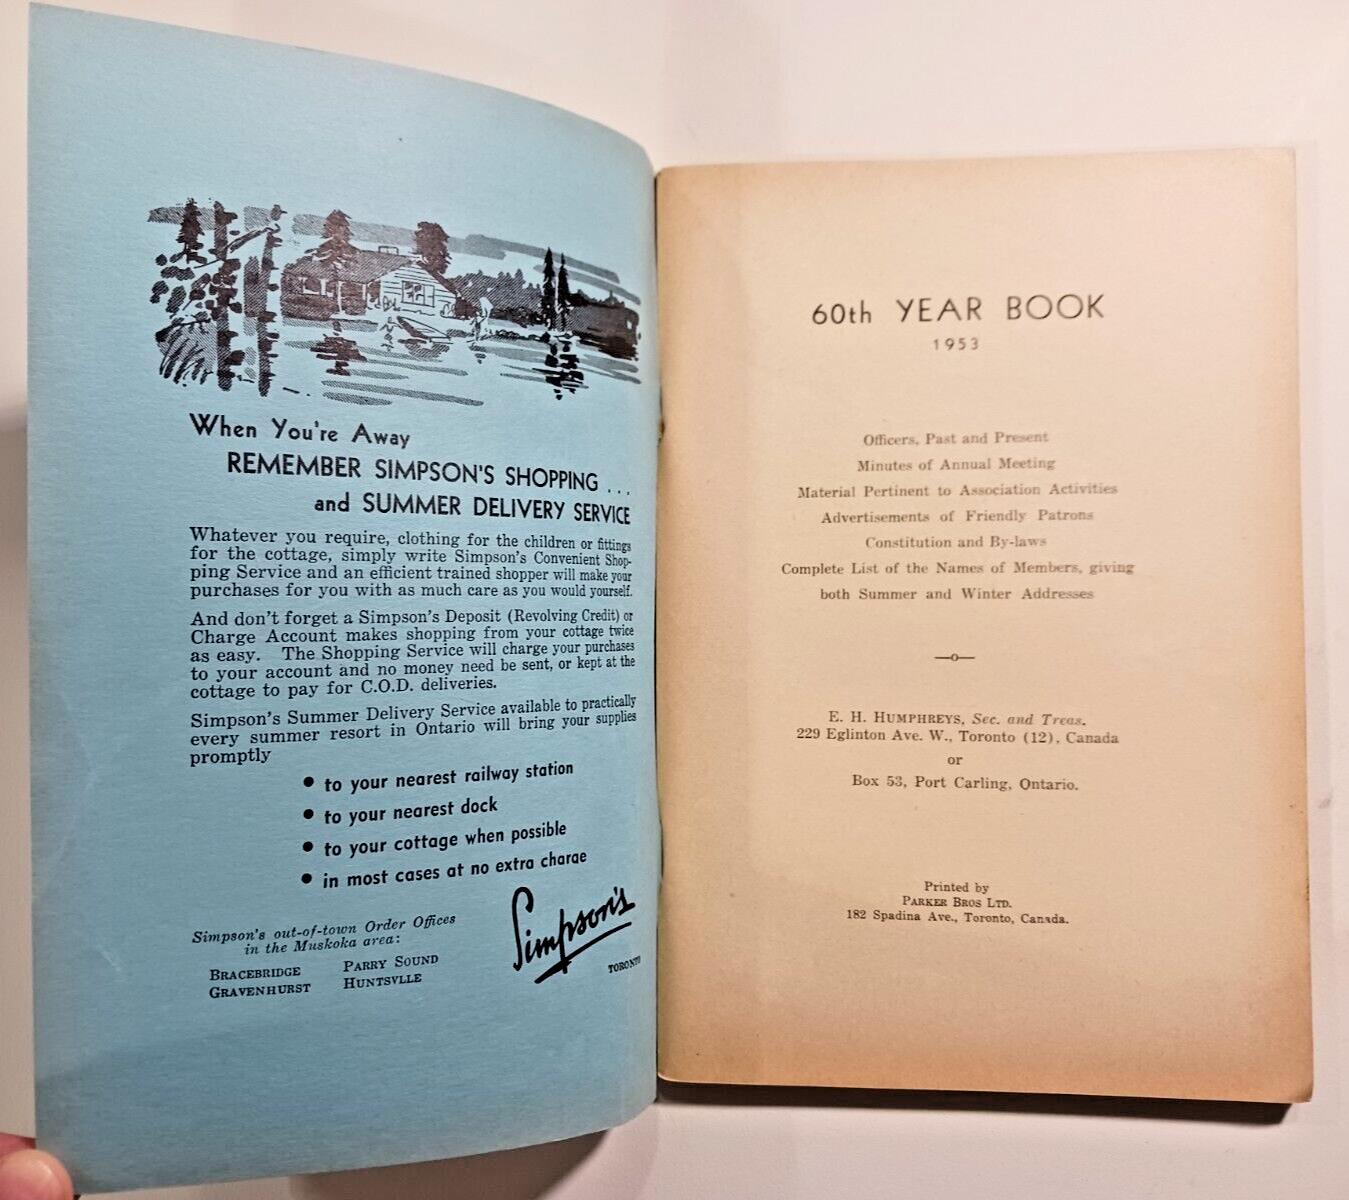 When You're Away
REMEMBER SIMPSON'S SHOPPING ...
and SUMMER DELIVERY SERVICE
Whatever you require, clothing for the children or fittings
for the cottage, simply write Simpson's Convenient Shop-
ping Service and an efficient trained shopper will make your
purchases for you with as much care as you would yourself.
And don't forget a Simpson's Deposit (Revolving Credit) or
Charge Account makes shopping from your cottage twice
as easy. The Shopping Service will charge your purchases
to your account and no money need be sent, or kept at the
cottage to pay for C.O.D. deliveries.
Simpson's Summer Delivery Service available to practically
every summer resort in Ontario will bring your supplies
promptly
• to your nearest railway station
• to your nearest dock
• to your cottage when possible
• in most cases at no extra charge
Simpson's out-of-town Order Offices
in the Muskoka area:
BRACEBRIDGE PARRY SOUND
GRAVENHURST HUNTSVLLE
Simpson's
TORONTO
60th YEAR BOOK
1953
Officers, Past and Present
Minutes of Annual Meeting
Material Pertinent to Association Activities
Advertisements of Friendly Patrons
Constitution and By-laws
Complete List of the Names of Members, giving
both Summer and Winter Addresses
—o—
E. H. HUMPHREYS, Sec. and Treas.
229 Eglinton Ave. W., Toronto (12), Canada
or
Box 53, Port Carling, Ontario.
Printed by
PARKER BROS LTD.
182 Spadina Ave., Toronto, Canada.